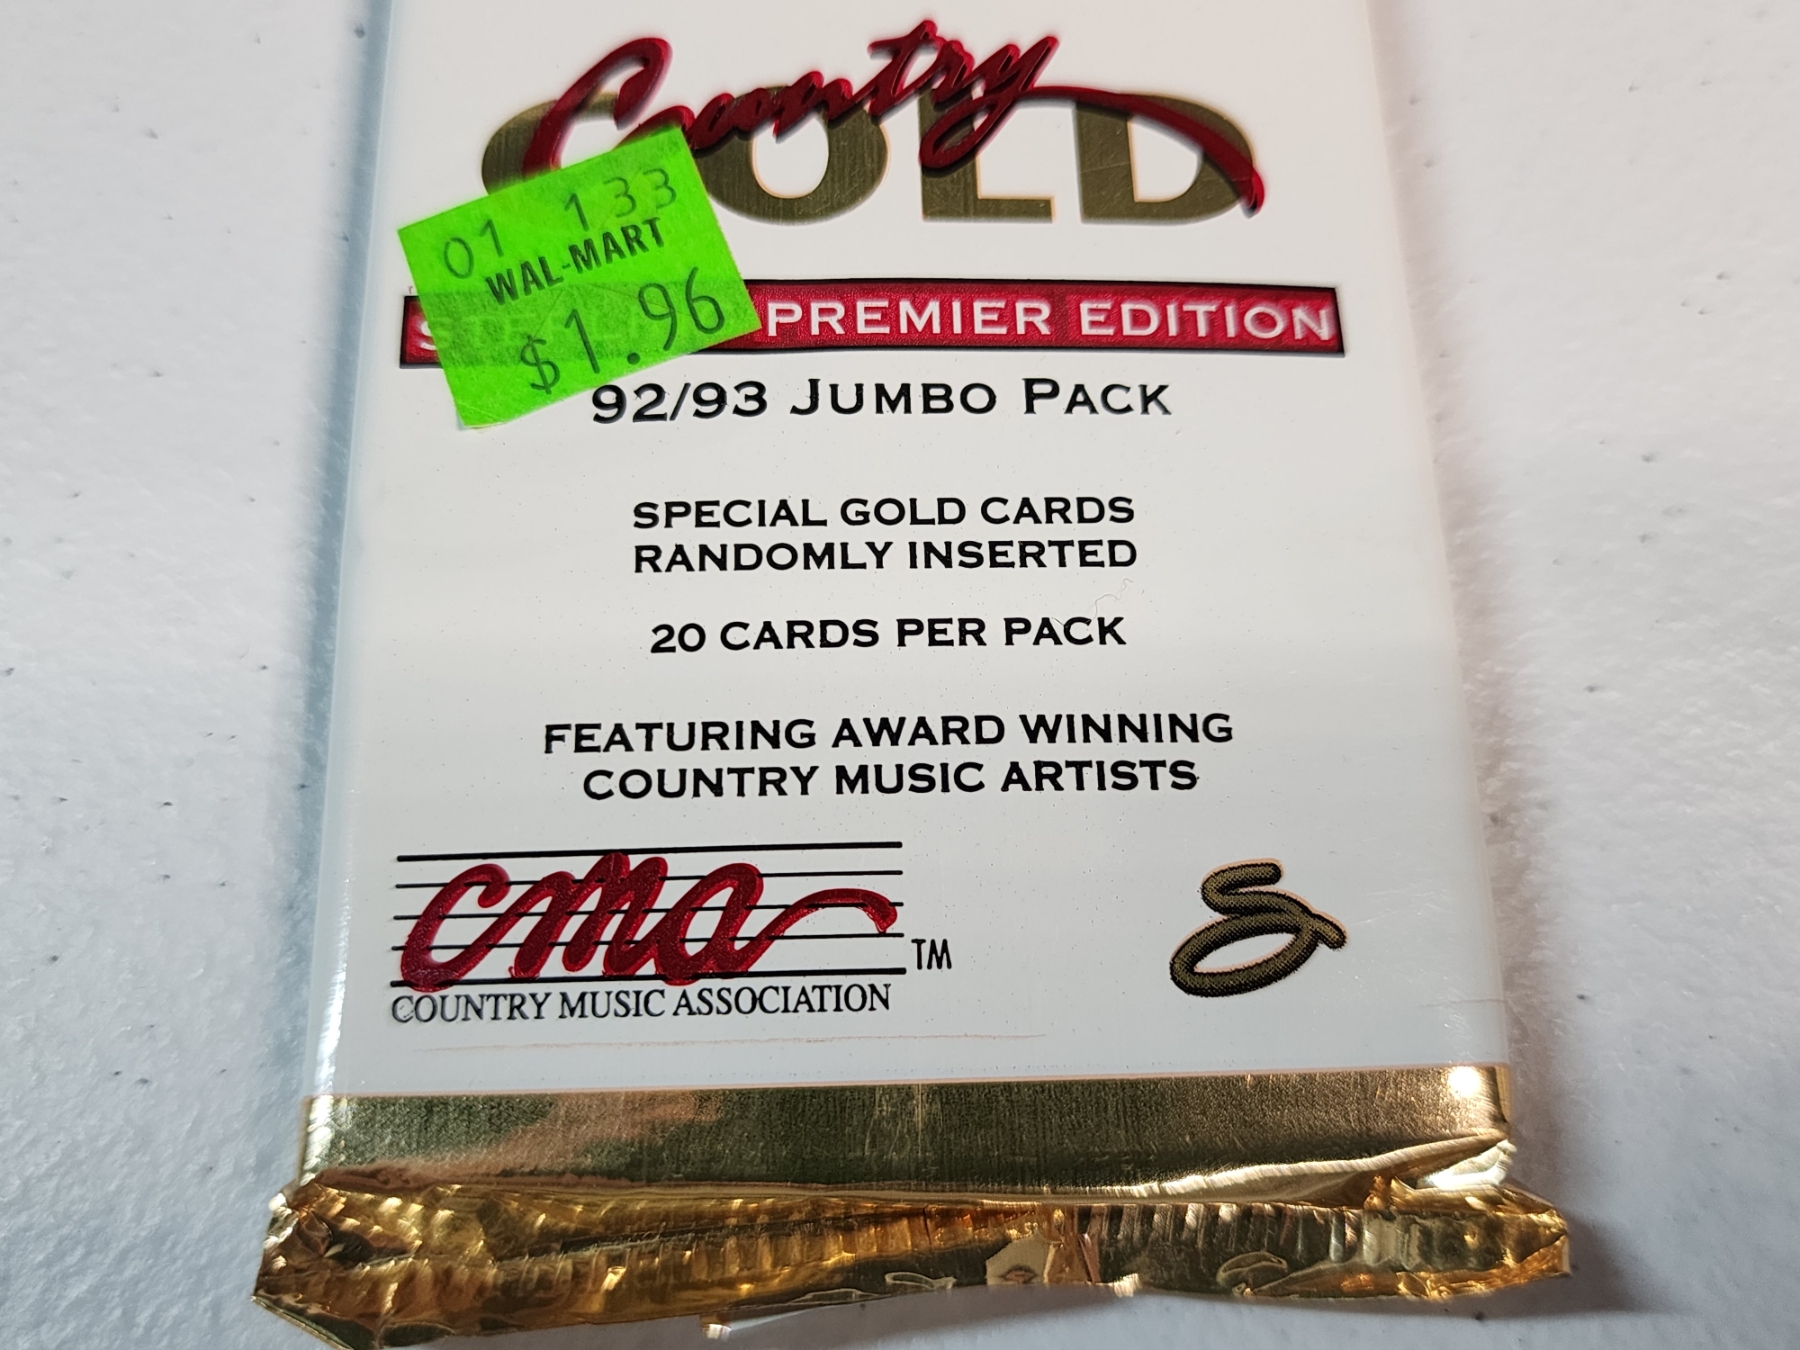 Country
GOLD
01 133
WAL-MART
$1.96
PREMIER EDITION
92/93 JUMBO PACK
SPECIAL GOLD CARDS
RANDOMLY INSERTED
20 CARDS PER PACK
FEATURING AWARD WINNING
COUNTRY MUSIC ARTISTS
cma
TM
COUNTRY MUSIC ASSOCIATION
S